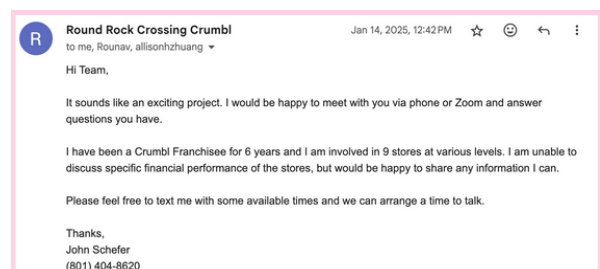 R
Round Rock Crossing Crumbl Jan 14, 2025, 12:42 PM
to me, Rounav, allisonhzhuang
Hi Team,
It sounds like an exciting project. I would be happy to meet with you via phone or Zoom and answer
questions you have.
I have been a Crumbl Franchisee for 6 years and I am involved in 9 stores at various levels. I am unable to
discuss specific financial performance of the stores, but would be happy to share any information I can.
Please feel free to text me with some available times and we can arrange a time to talk.
Thanks,
John Schefer
(801) 404-8620